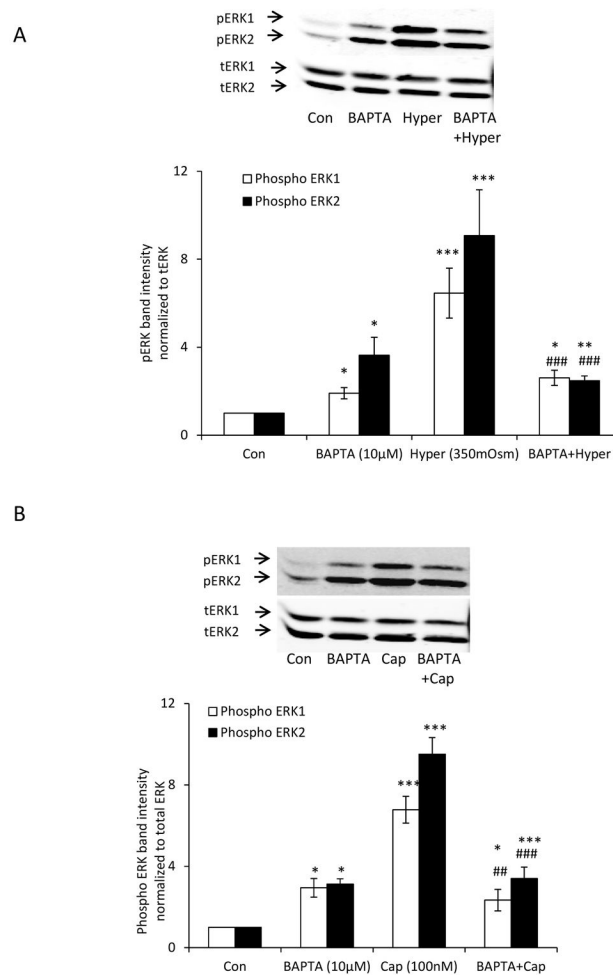 A
pERK1
pERK2
tERK1
tERK2
Con BAPTA Hyper BAPTA
+Hyper
12
8
4
0
pERK band intensity
normalized to tERK
Phospho ERK1
Phospho ERK2
* * *** *** * ** ### ###
Con BAPTA (10µM) Hyper (350mOsm) BAPTA+Hyper
B
pERK1
pERK2
tERK1
tERK2
Con BAPTA Cap BAPTA
+Cap
12
8
4
0
Phospho ERK band intensity
normalized to total ERK
Phospho ERK1
Phospho ERK2
* * *** *** * *** ## ###
Con BAPTA (10µM) Cap (100nM) BAPTA+Cap